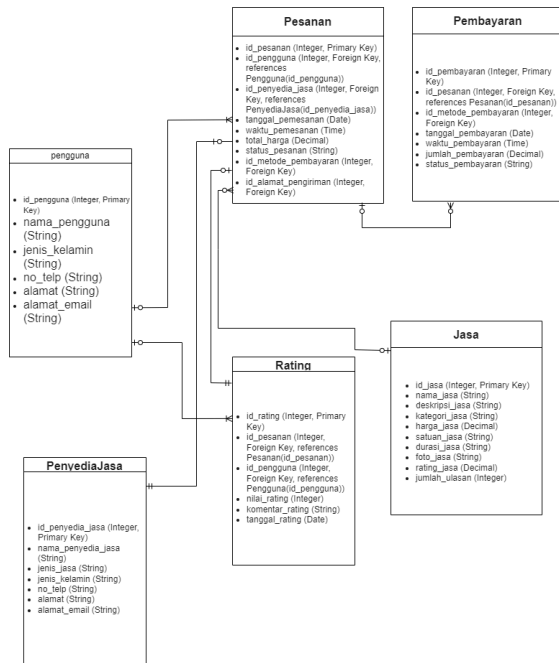 Pesanan
id_pesanan (Integer, Primary Key)
id_pengguna (Integer, Foreign Key,
references
Pengguna(id_pengguna))
id_penyedia_jasa (Integer, Foreign
Key, references
PenyediaJasa(id_penyedia_jasa))
tanggal_pemesanan (Date)
waktu_pemesanan (Time)
total_harga (Decimal)
status_pesanan (String)
id_metode_pembayaran (Integer,
Foreign Key)
id_alamat_pengiriman (Integer,
Foreign Key)
Pembayaran
id_pembayaran (Integer, Primary
Key)
id_pesanan (Integer, Foreign Key,
references Pesanan(id_pesanan))
id_metode_pembayaran (Integer,
Foreign Key)
tanggal_pembayaran (Date)
waktu_pembayaran (Time)
jumlah_pembayaran (Decimal)
status_pembayaran (String)
pengguna
id_pengguna (Integer, Primary
Key)
nama_pengguna
(String)
jenis_kelamin
(String)
no_telp (String)
alamat (String)
alamat_email
(String)
Jasa
id_jasa (Integer, Primary Key)
nama_jasa (String)
deskripsi_jasa (String)
kategori_jasa (String)
harga_jasa (Decimal)
satuan_jasa (String)
durasi_jasa (String)
foto_jasa (String)
rating_jasa (Decimal)
jumlah_ulasan (Integer)
Rating
id_rating (Integer, Primary
Key)
id_pesanan (Integer,
Foreign Key, references
Pesanan(id_pesanan))
id_pengguna (Integer,
Foreign Key, references
Pengguna(id_pengguna))
nilai_rating (Integer)
komentar_rating (String)
tanggal_rating (Date)
PenyediaJasa
id_penyedia_jasa (Integer,
Primary Key)
nama_penyedia_jasa
(String)
jenis_jasa (String)
jenis_kelamin (String)
no_telp (String)
alamat (String)
alamat_email (String)